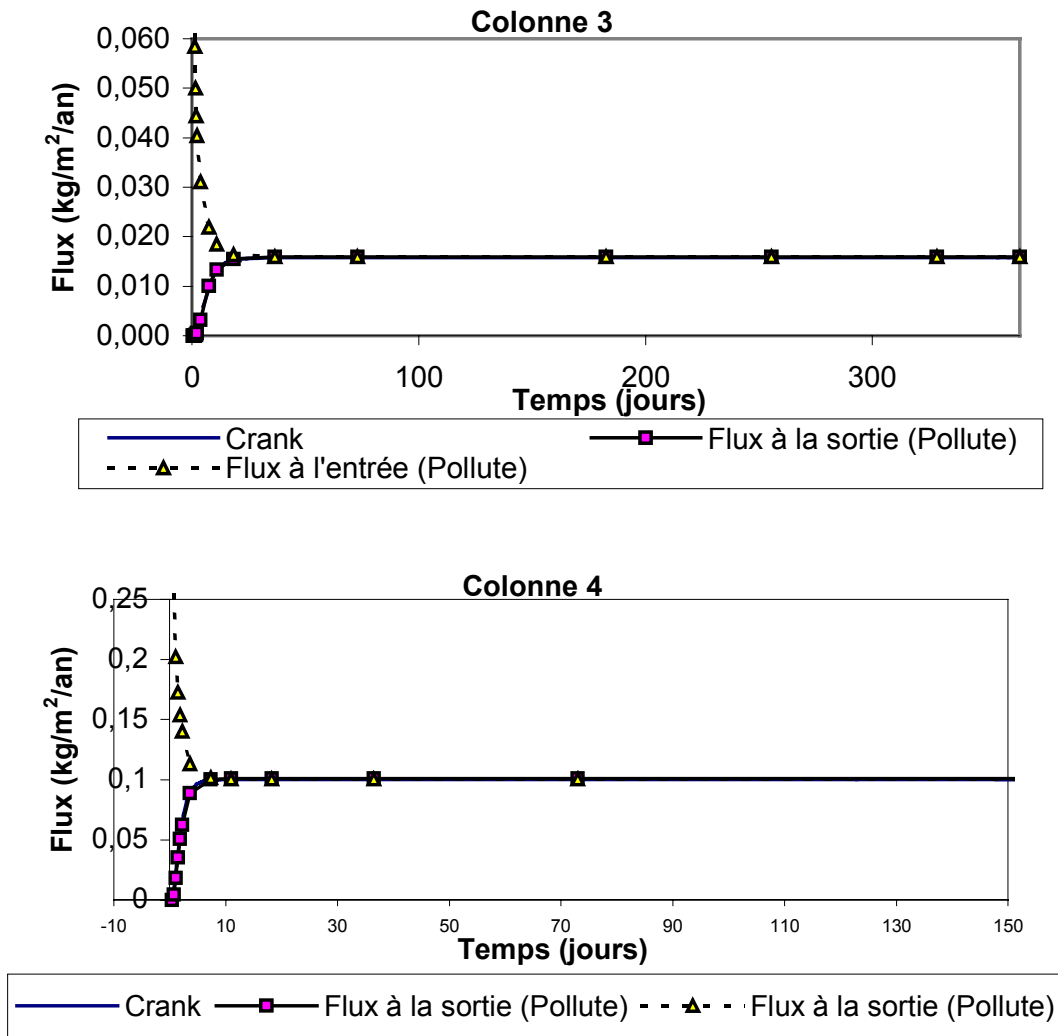 Colonne 3
0,060
0,050
0,040
0,030
0,020
0,010
0,000
Flux (kg/m²/an)
0 100 200 300
Temps (jours)
Crank
Flux à la sortie (Pollute)
Flux à l'entrée (Pollute)
Colonne 4
0,25
0,2
0,15
0,1
0,05
0
Flux (kg/m²/an)
-10 10 30 50 70 90 110 130 150
Temps (jours)
Crank
Flux à la sortie (Pollute)
Flux à la sortie (Pollute)